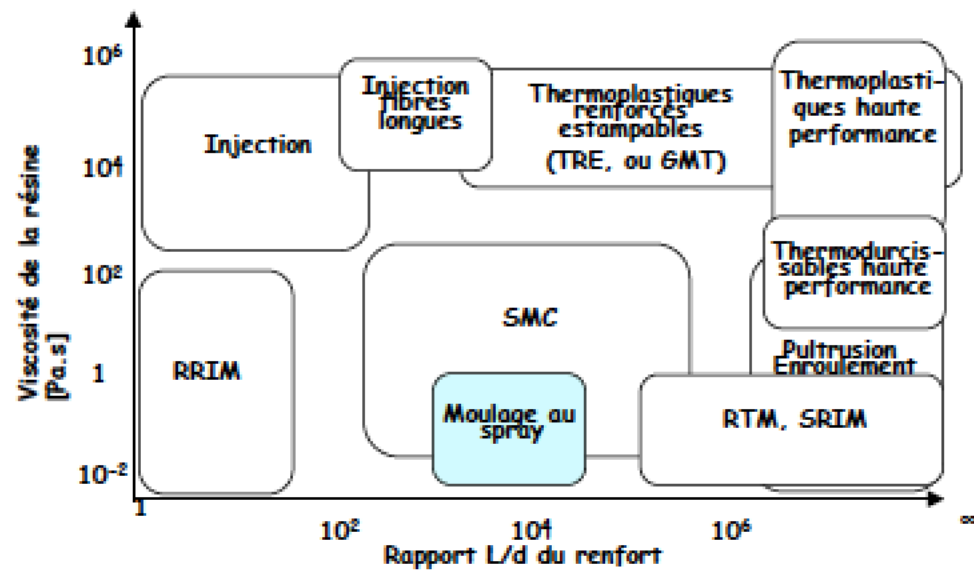 10⁶
10⁴
10²
1
10⁻²
Viscosité de la résine
[Pa.s]
Injection
Injection
fibres
longues
Thermoplastiques
renforcés
estampables
(TRE, ou GMT)
Thermoplasti-
ques haute
performance
Thermodurcis-
sables haute
performance
RRIM
SMC
Moulage au
spray
Pultrusion
Enroulement
RTM, SRIM
1
10²
10⁴
10⁶
∞
Rapport L/d du renfort